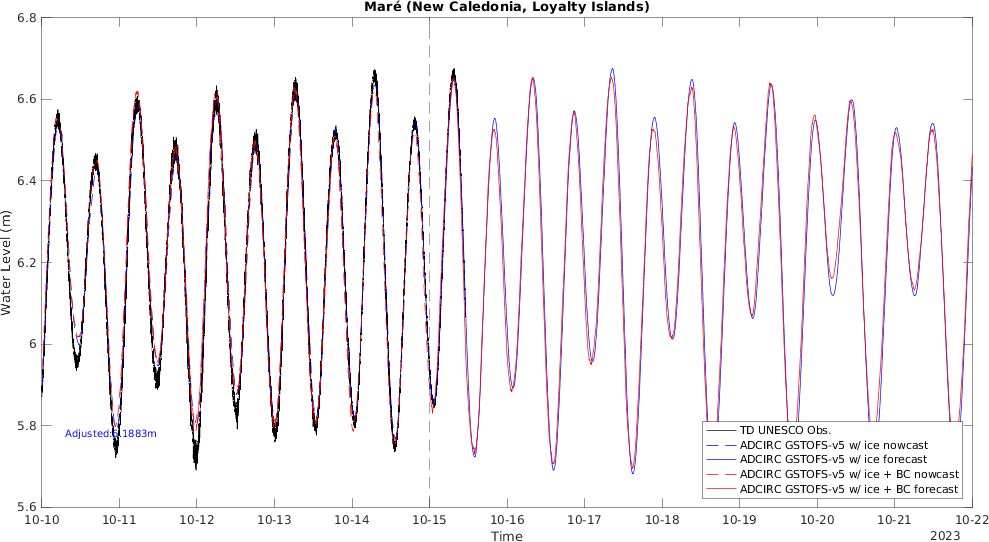 Maré (New Caledonia, Loyalty Islands)
Water Level (m)
6.8
6.6
6.4
6.2
6
5.8
5.6
Adjusted:6.1883m
TD UNESCO Obs.
ADCIRC GSTOFS-v5 w/ ice nowcast
ADCIRC GSTOFS-v5 w/ ice forecast
ADCIRC GSTOFS-v5 w/ ice + BC nowcast
ADCIRC GSTOFS-v5 w/ ice + BC forecast
10-10 10-11 10-12 10-13 10-14 10-15 10-16 10-17 10-18 10-19 10-20 10-21 10-22
Time
2023